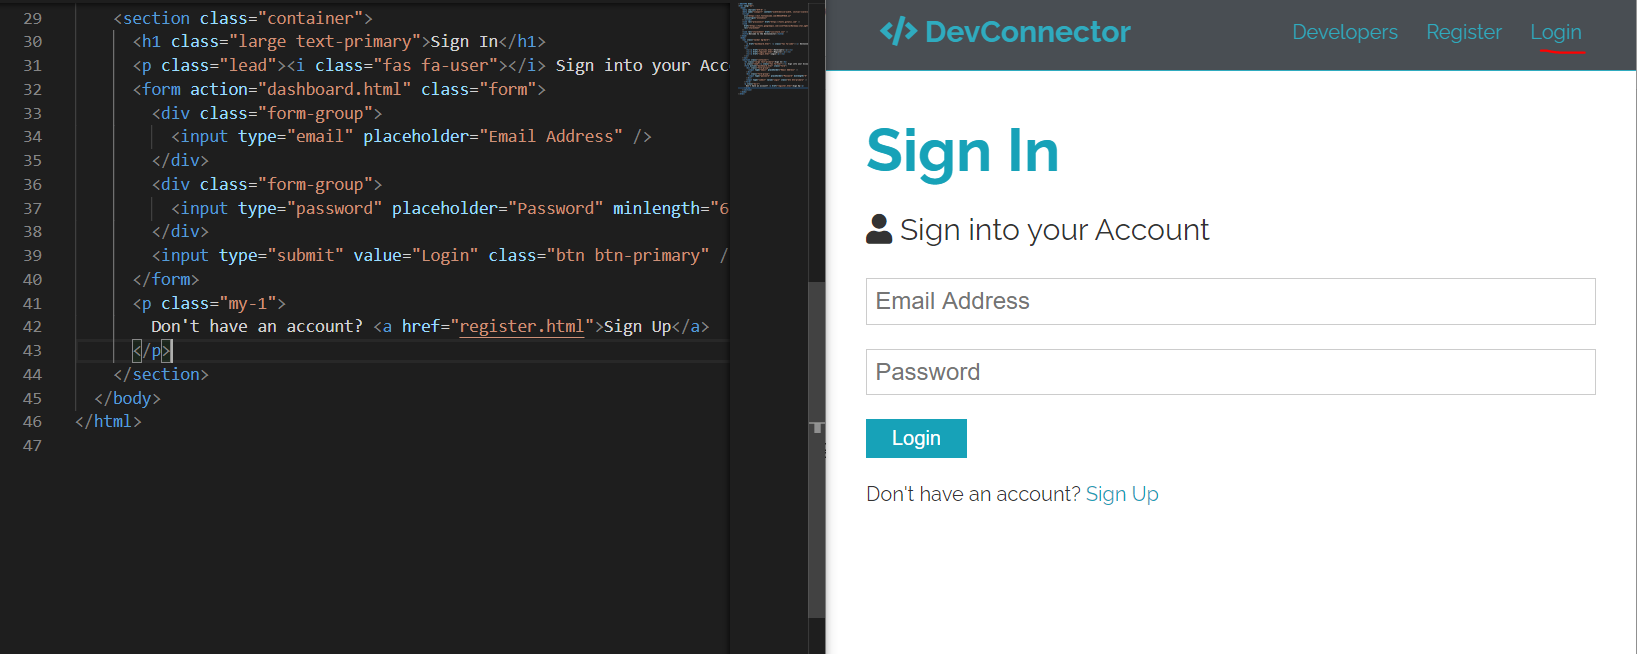 29 <section class="container">
30 <h1 class="large text-primary">Sign In</h1>
31 <p class="lead"><i class="fas fa-user"></i> Sign into your Acc
32 <form action="dashboard.html" class="form">
33 <div class="form-group">
34 <input type="email" placeholder="Email Address" />
35 </div>
36 <div class="form-group">
37 <input type="password" placeholder="Password" minlength="6
38 </div>
39 <input type="submit" value="Login" class="btn btn-primary" /
40 </form>
41 <p class="my-1">
42 Don't have an account? <a href="register.html">Sign Up</a>
43 </p>
44 </section>
45 </body>
46 </html>
47
</> DevConnector
Developers Register Login
Sign In
Sign into your Account
Email Address
Password
Login
Don't have an account? Sign Up